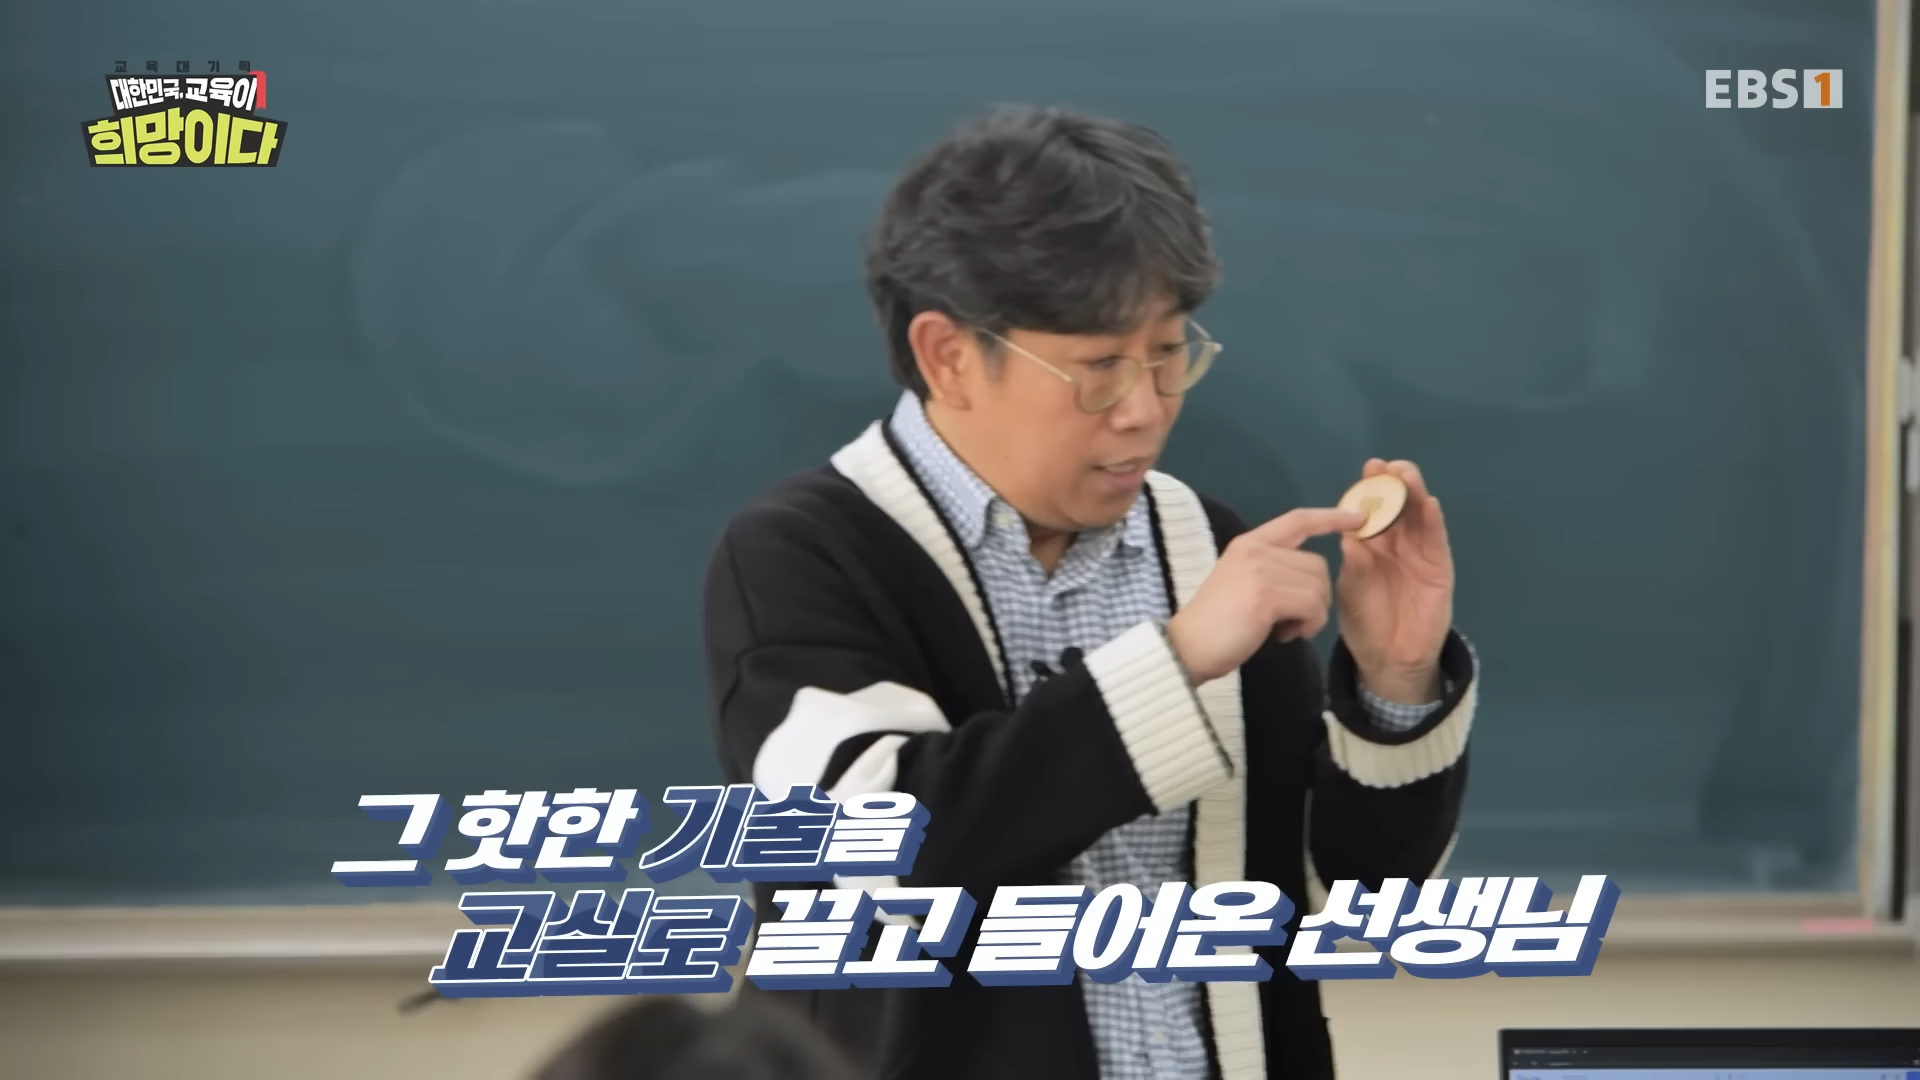 교육대기획
대한민국, 교육이
희망이다
EBS1
그 핫한 기술을
교실로 끌고 들어온 선생님